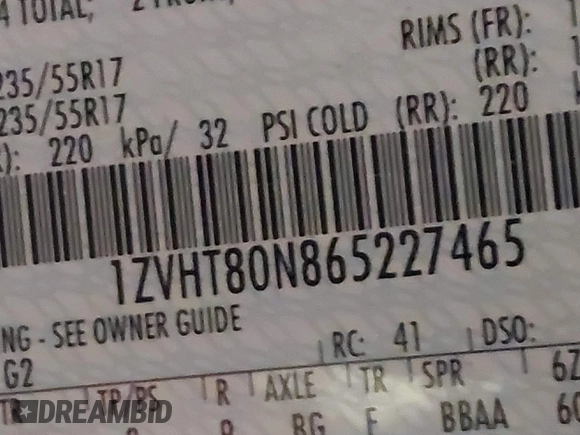 4 TOTAL,
RIMS (FR):
235/55R17 (RR):
235/55R17
: 220 kPa/ 32 PSI COLD (RR): 220
1ZVHT80N865227465
NG - SEE OWNER GUIDE
G2 RC: 41 DSO:
R AXLE TR SPR 6Z
BG F BBAA
DREAMBID